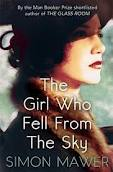 By the Man Booker Prize shortlisted
author of THE GLASS ROOM
The
Girl Who
Fell From
The Sky
SIMON MAWER